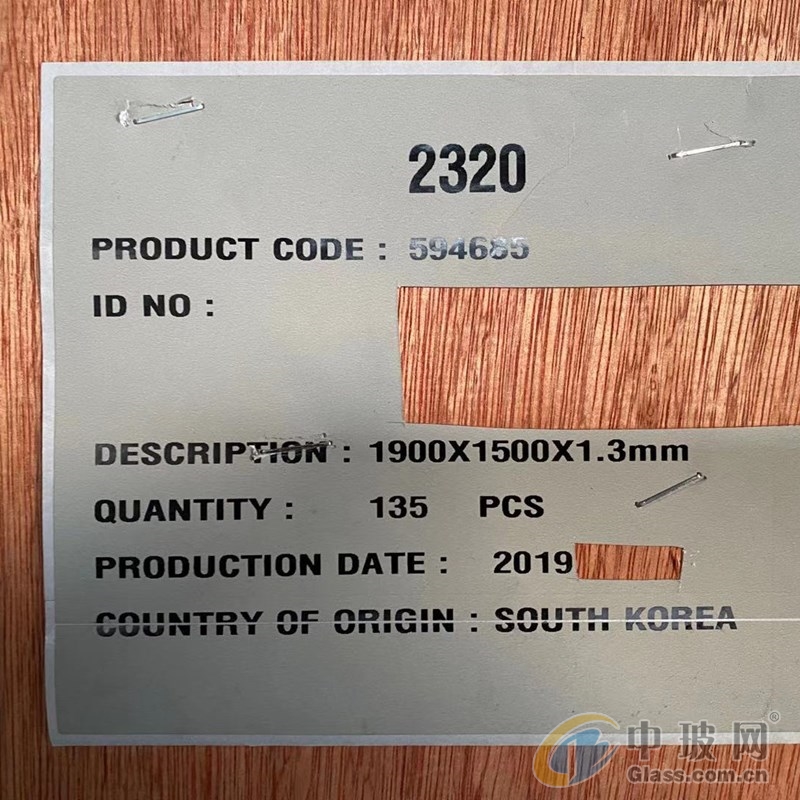 2320
PRODUCT CODE : 594685
ID NO :
DESCRIPTION : 1900X1500X1.3mm
QUANTITY : 135 PCS
PRODUCTION DATE : 2019
COUNTRY OF ORIGIN : SOUTH KOREA
中玻网®
Glass.com.cn